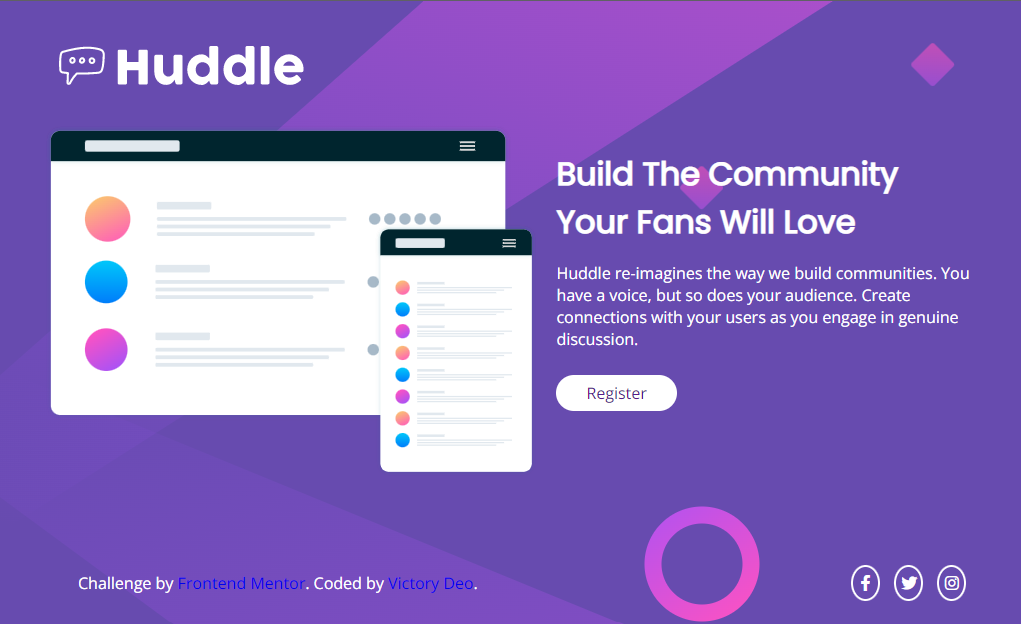 Huddle
Build The Community
Your Fans Will Love
Huddle re-imagines the way we build communities. You
have a voice, but so does your audience. Create
connections with your users as you engage in genuine
discussion.
Register
Challenge by Frontend Mentor. Coded by Victory Deo.